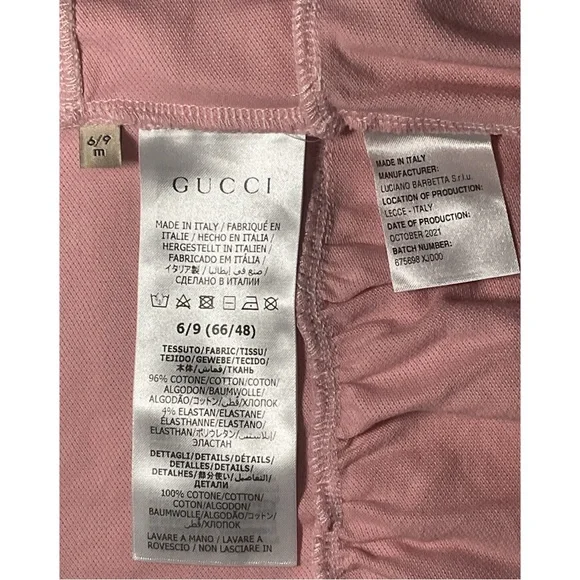 6/9
m
GUCCI
MADE IN ITALY / FABRIQUÉ EN
ITALIE / HECHO EN ITALIA /
HERGESTELLT IN ITALIEN /
FABRICADO EM ITÁLIA /
イタリア製 / صنع في إيطاليا /
СДЕЛАНО В ИТАЛИИ
6/9 (66/48)
TESSUTO/FABRIC/TISSU/
TEJIDO/GEWEBE/TECIDO/
本体/قماش/ТКАНЬ
96% COTONE/COTTON/COTON/
ALGODON/BAUMWOLLE/
ALGODÃO/コットン/قطن/ХЛОПОК
4% ELASTAN/ELASTANE/
ÉLASTHANNE/ELASTANO/
ELASTHAN/ポリウレタン/إيلاستين/
ЭЛАСТАН
DETTAGLI/DETAILS/DÉTAILS/
DETALLES/DETAILS/
DETALHES/部分使い/التفاصيل/
ДЕТАЛИ
100% COTONE/COTTON/
COTON/ALGODON/
BAUMWOLLE/ALGODÃO/コットン/
قطن/ХЛОПОК
LAVARE A MANO / LAVARE A
ROVESCIO / NON LASCIARE IN
MADE IN ITALY
MANUFACTURER:
LUCIANO BARBETTA S.r.l.u.
LOCATION OF PRODUCTION:
LECCE - ITALY
DATE OF PRODUCTION:
OCTOBER 2021
BATCH NUMBER:
675698 XJD00